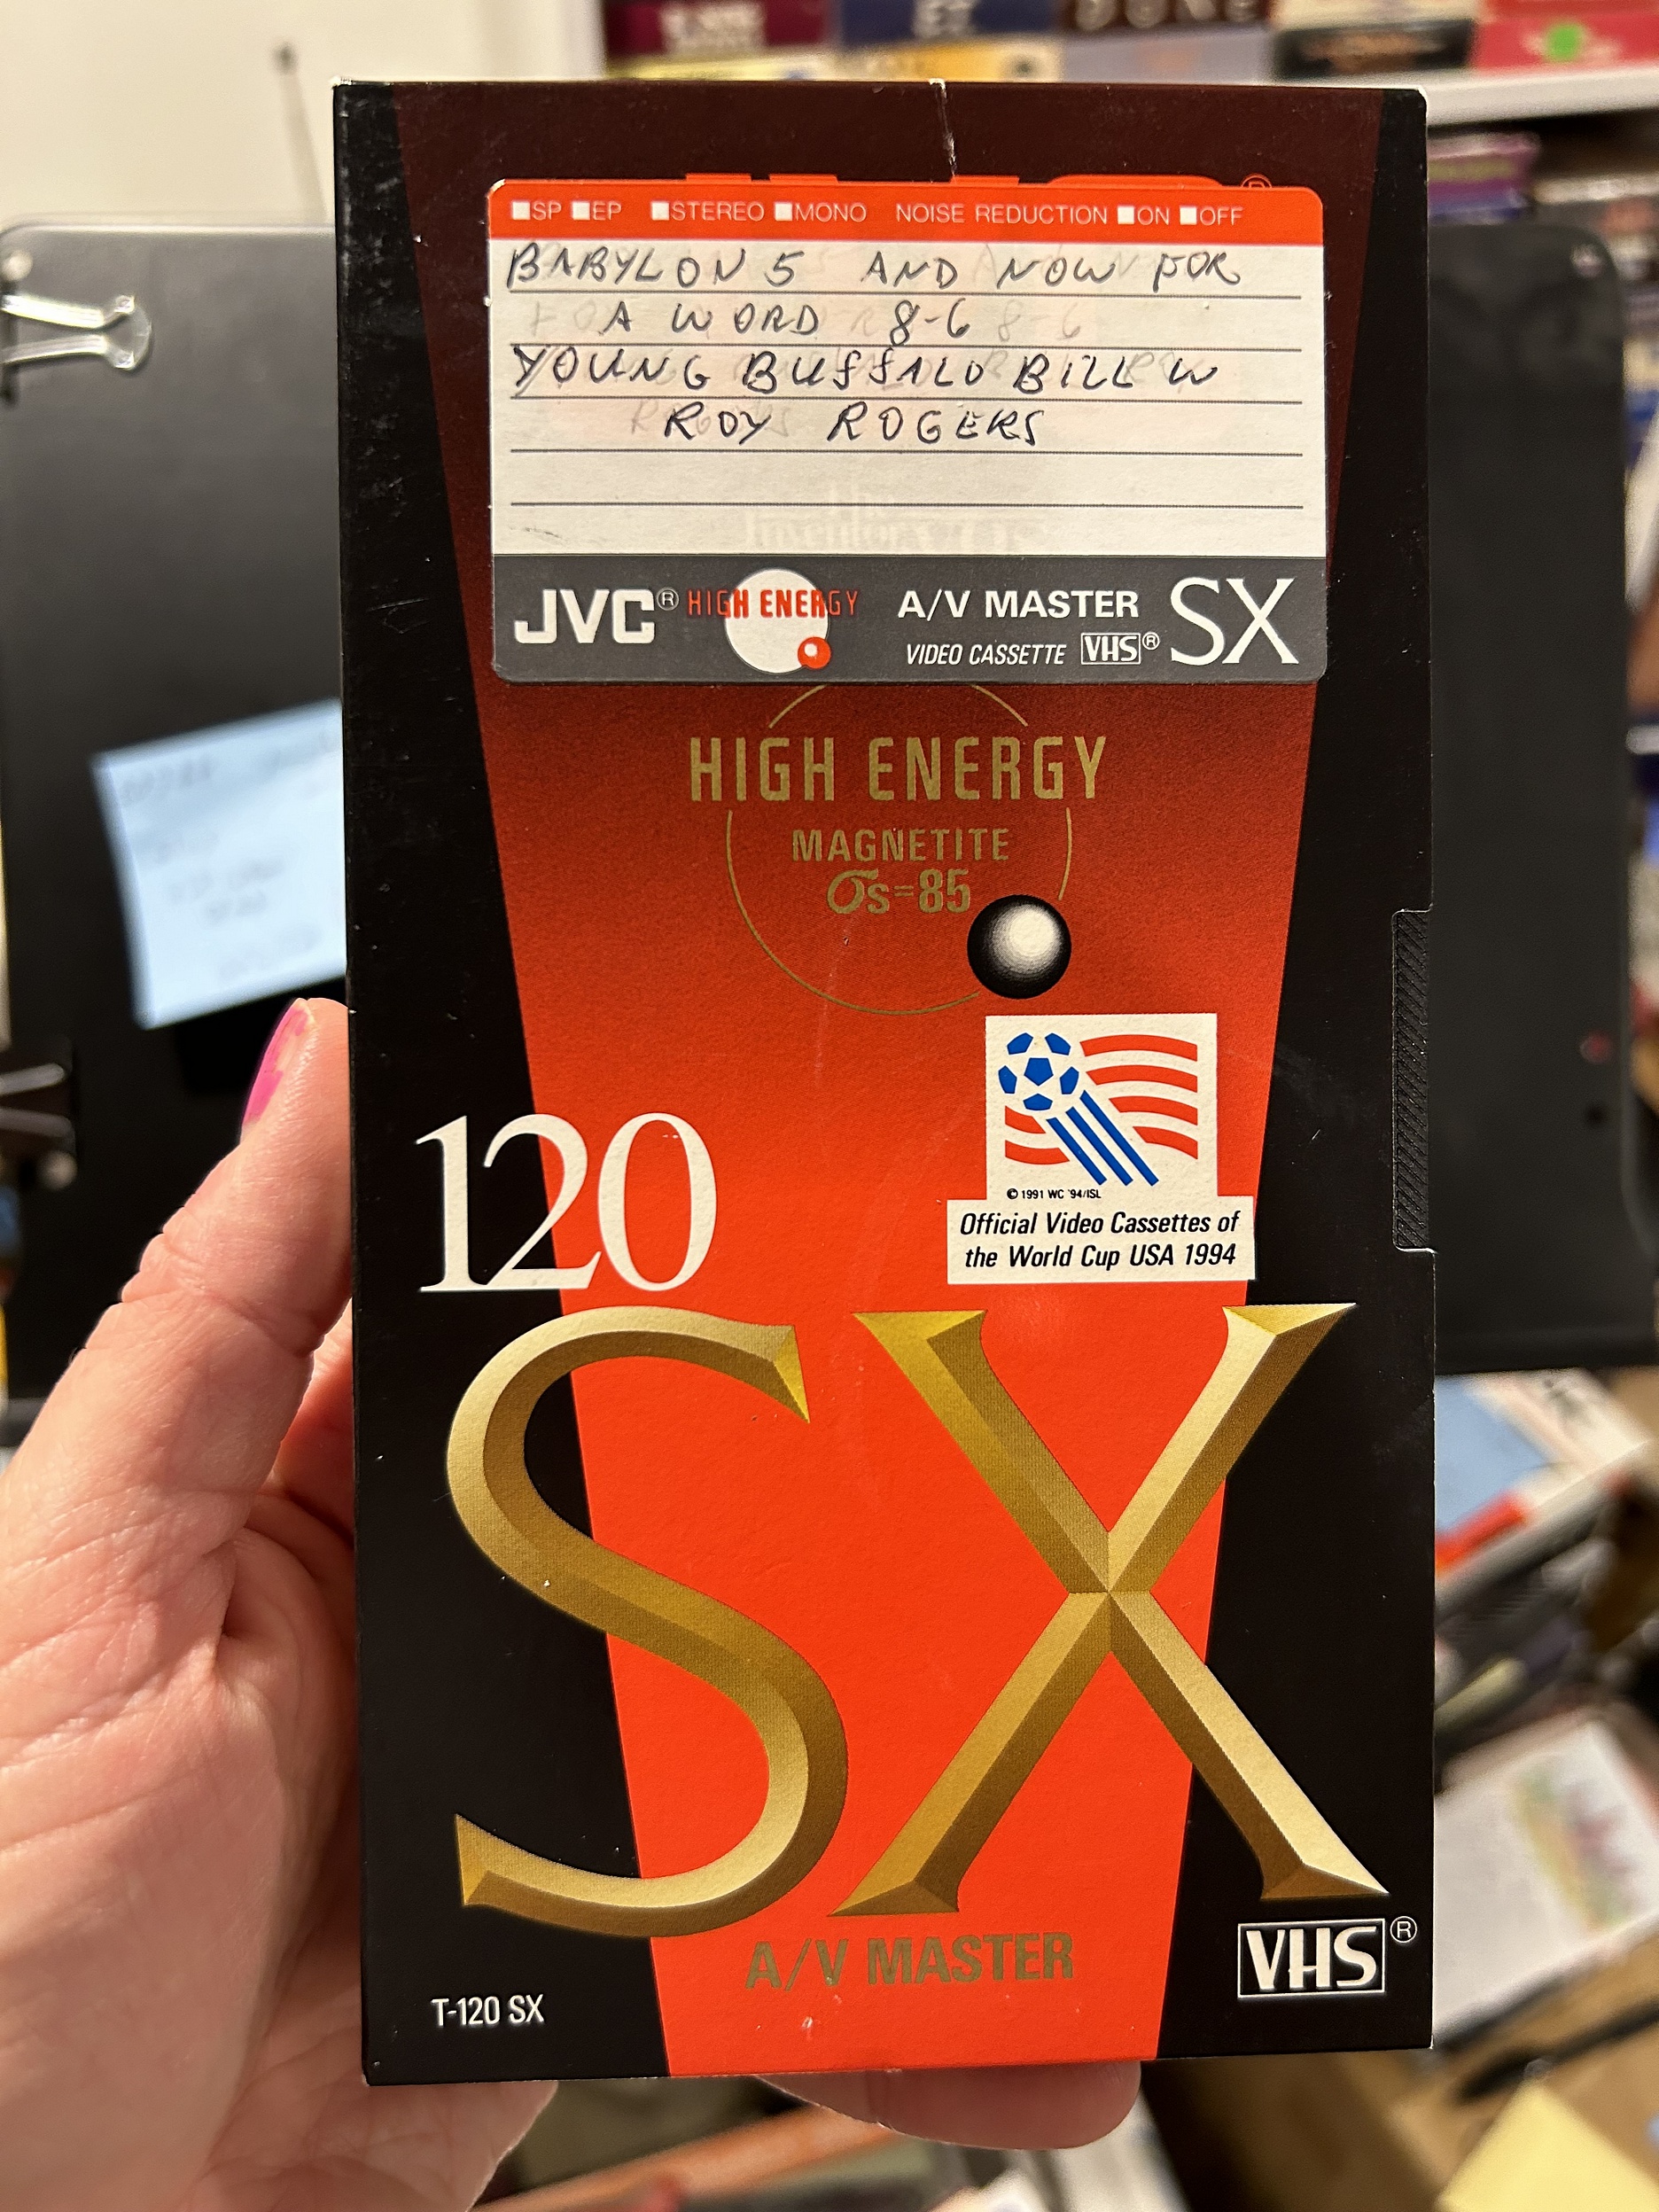 DUNE
SP EP STEREO MONO NOISE REDUCTION ON OFF
BABYLON 5 AND NOW FOR
A WORD 8-6
YOUNG BUFFALO BILL W
ROY ROGERS
JVC® HIGH ENERGY A/V MASTER SX
VIDEO CASSETTE VHS®
HIGH ENERGY
MAGNETITE
σs=85
© 1991 WC '94/ISL
120
Official Video Cassettes of
the World Cup USA 1994
SX
A/V MASTER
VHS®
T-120 SX